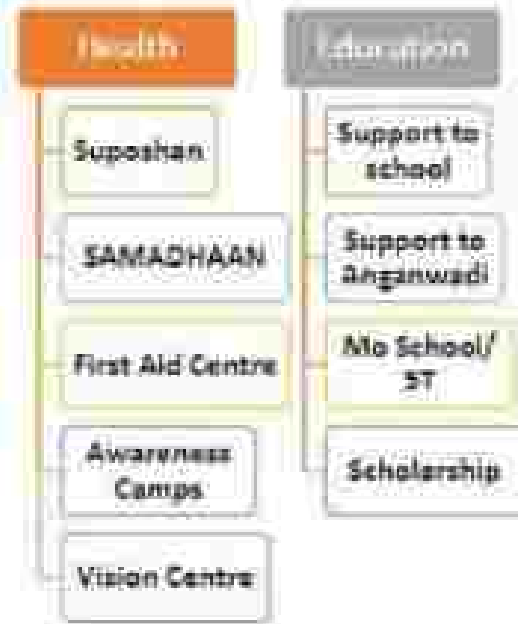 Health
Suposhan
SAMADHAAN
First Aid Centre
Awareness
Camps
Vision Centre
Education
Support to
school
Support to
Anganwadi
Mo School/
ST
Scholarship